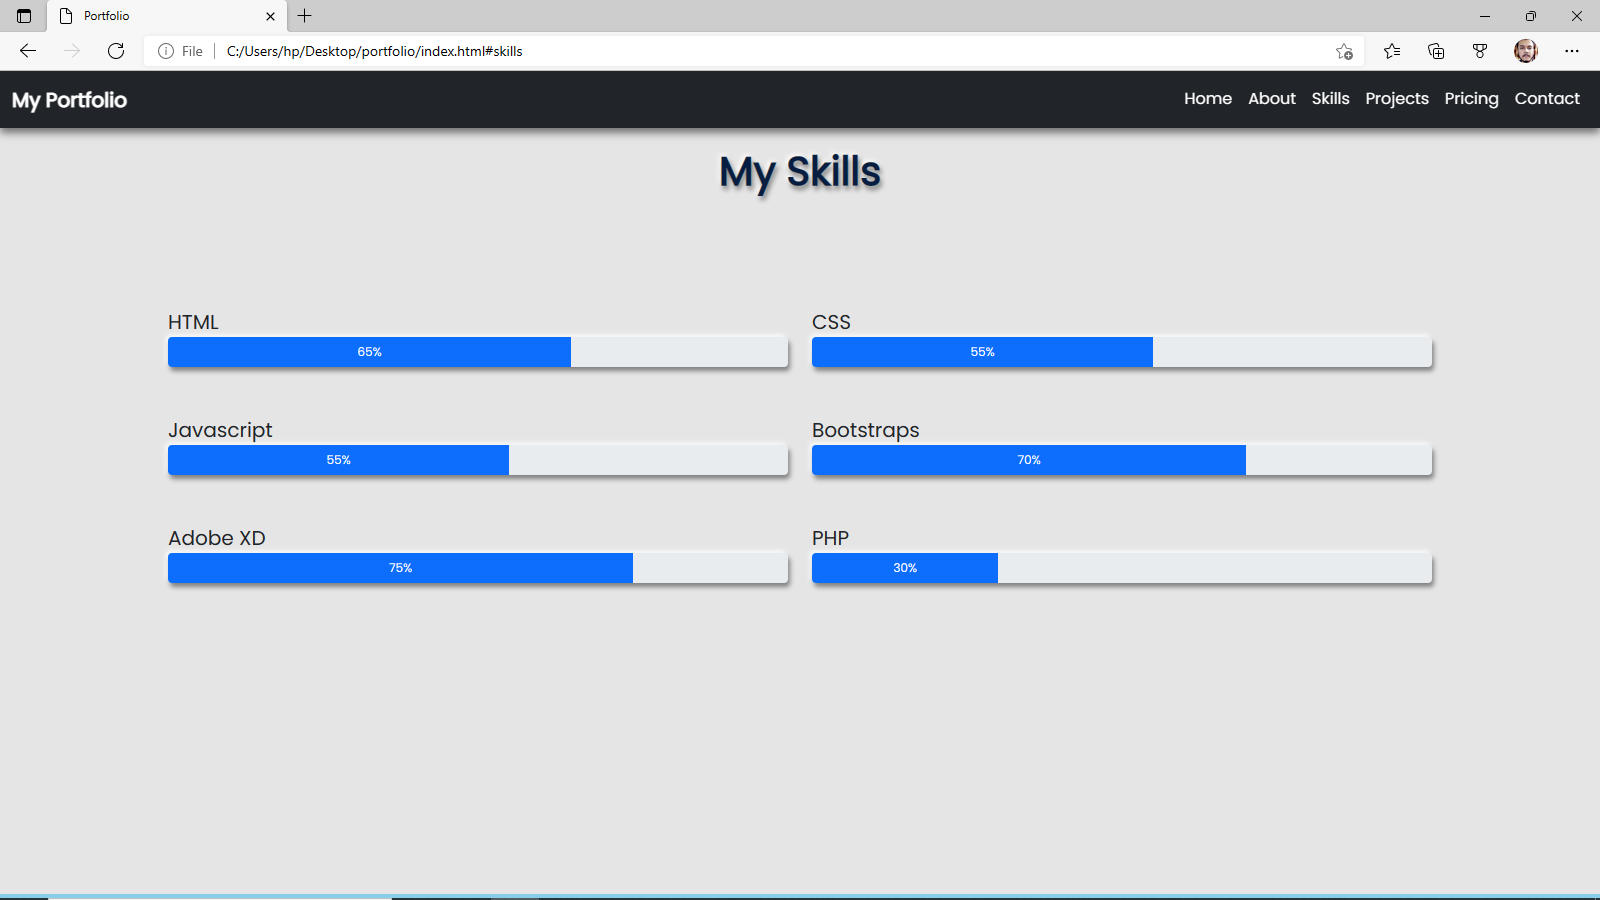 Portfolio
File C:/Users/hp/Desktop/portfolio/index.html#skills
My Portfolio Home About Skills Projects Pricing Contact
My Skills
HTML CSS
65% 55%
Javascript Bootstraps
55% 70%
Adobe XD PHP
75% 30%